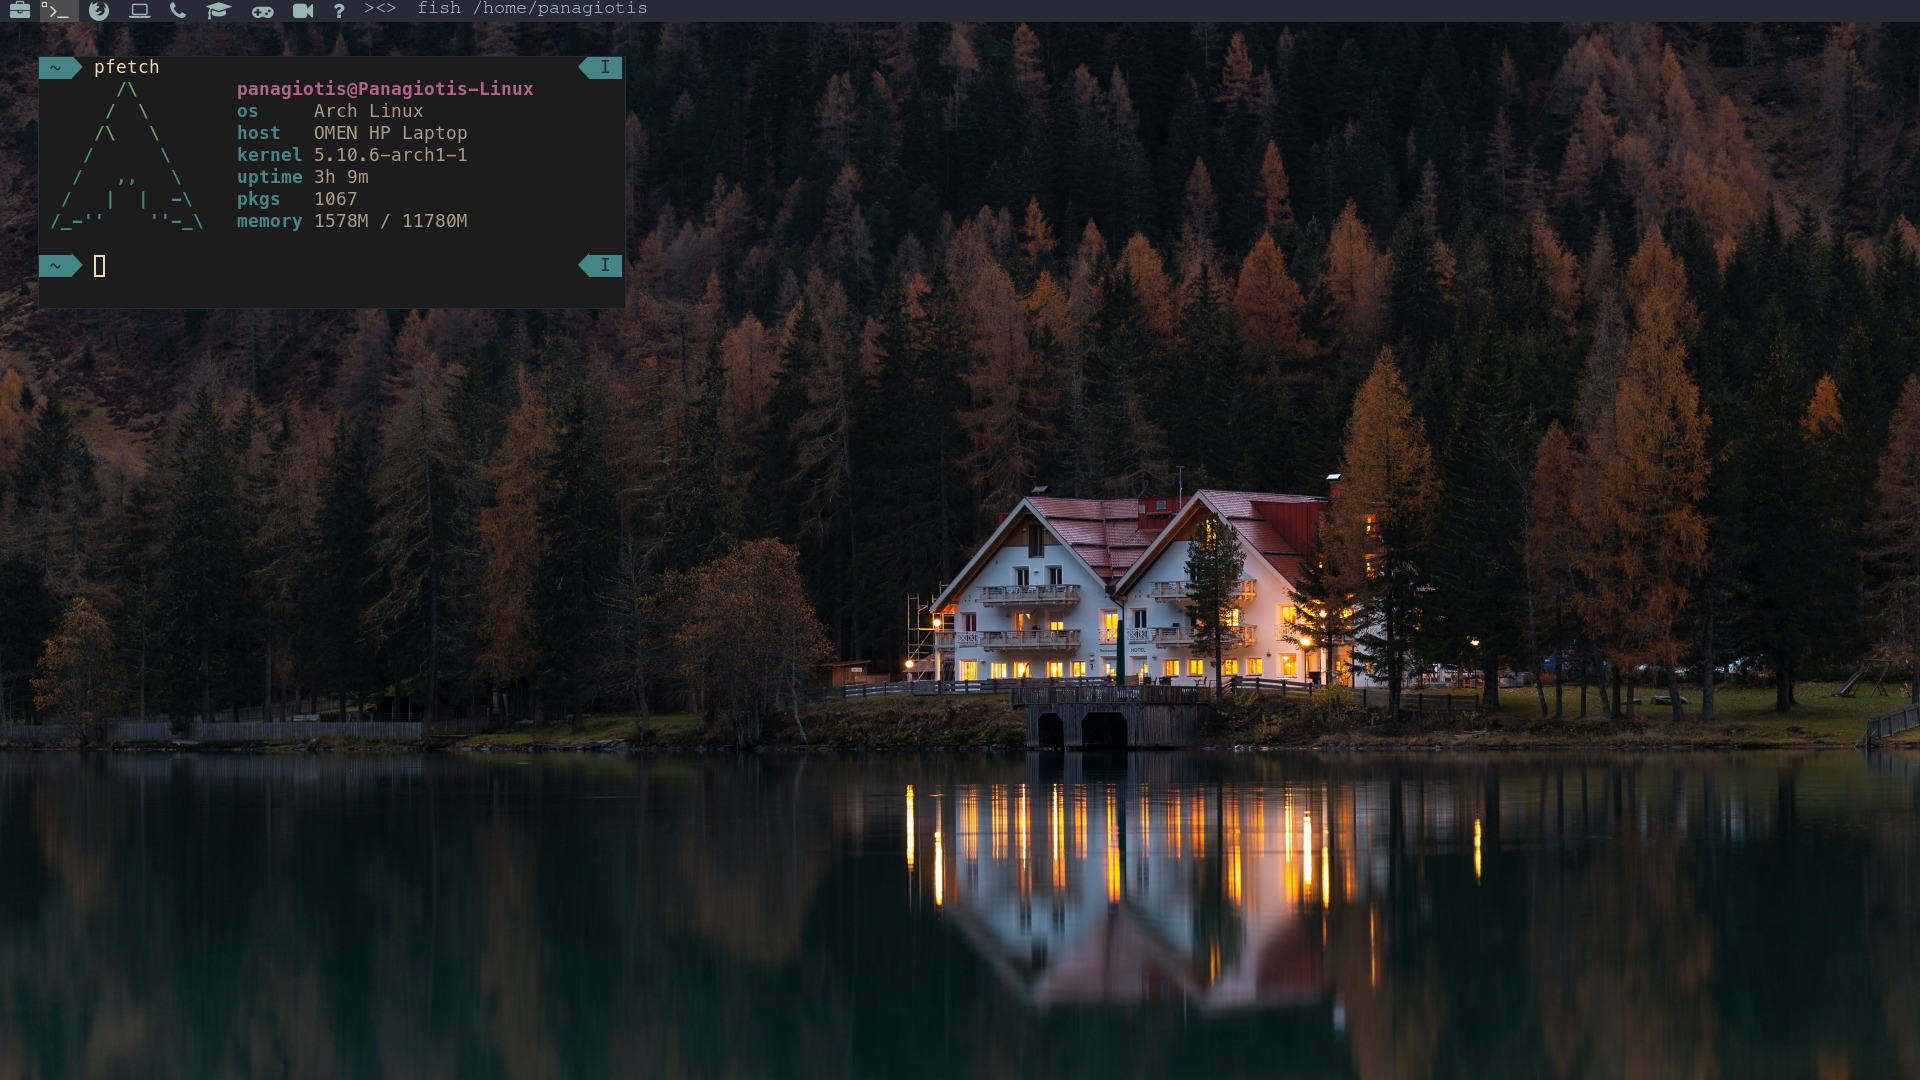 ><> fish /home/panagiotis
~ pfetch I
/\ panagiotis@Panagiotis-Linux
/ \ os Arch Linux
/\ \ host OMEN HP Laptop
/ \ kernel 5.10.6-arch1-1
/ ,, \ uptime 3h 9m
/ | | -\ pkgs 1067
/_-'' ''-_\ memory 1578M / 11780M
~ I
HOTEL